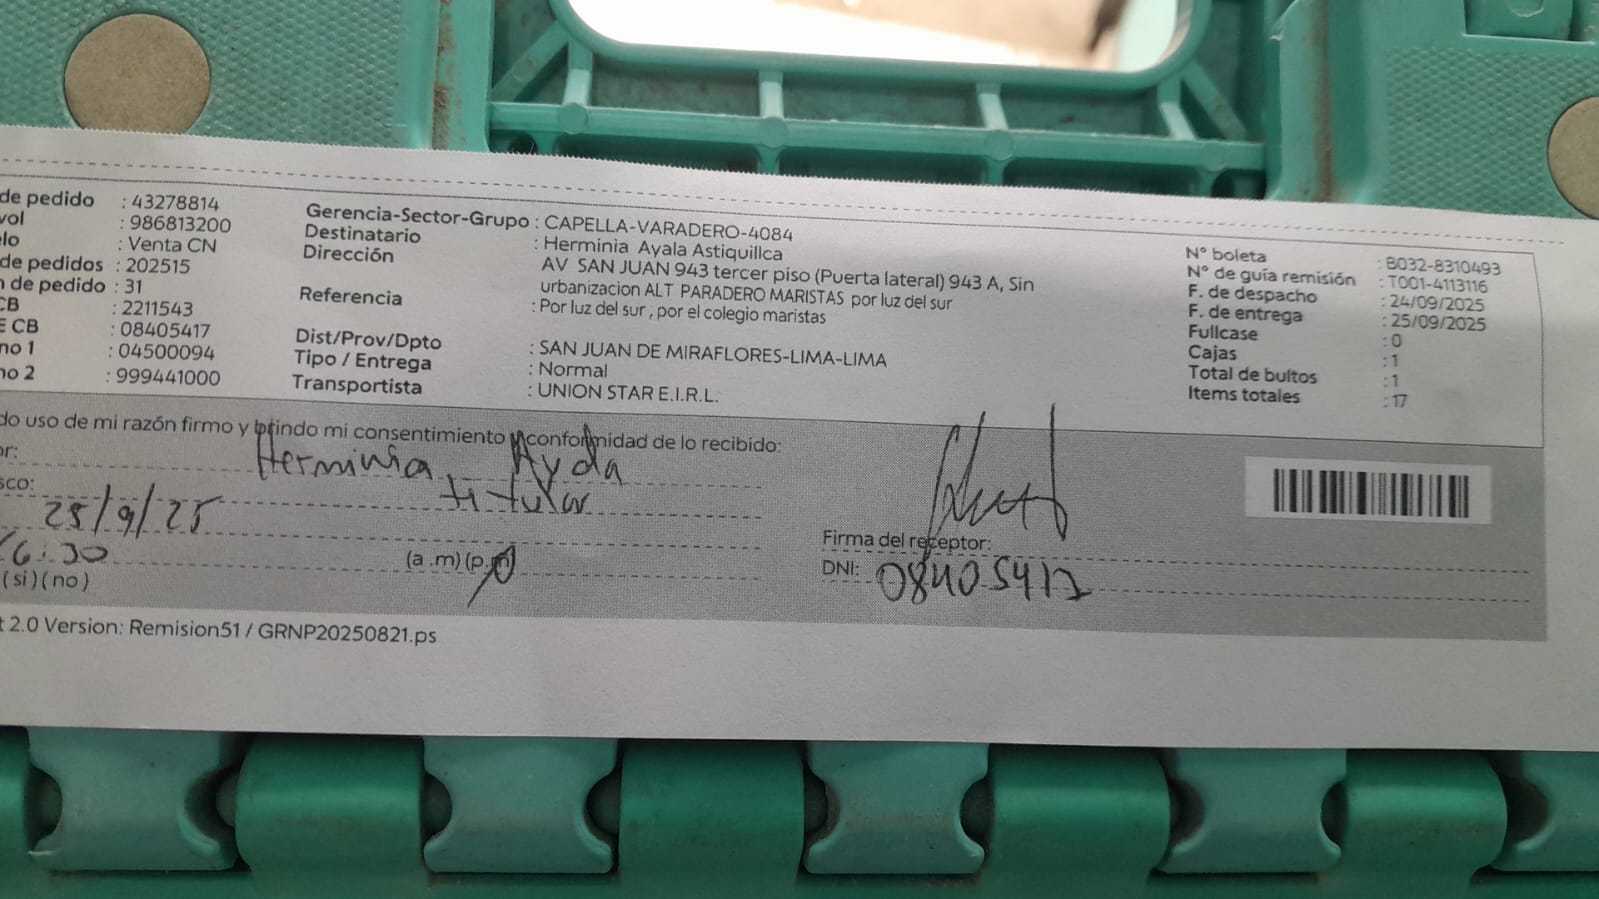 de pedido : 43278814
vol : 986813200
elo : Venta CN
de pedidos : 202515
n de pedido : 31
CB : 2211543
E CB : 08405417
no 1 : 04500094
no 2 : 999441000
Gerencia-Sector-Grupo : CAPELLA-VARADERO-4084
Destinatario : Herminia Ayala Astiquillca
Dirección AV SAN JUAN 943 tercer piso (Puerta lateral) 943 A, Sin
urbanizacion ALT PARADERO MARISTAS por luz del sur
Referencia : Por luz del sur , por el colegio maristas
Dist/Prov/Dpto : SAN JUAN DE MIRAFLORES-LIMA-LIMA
Tipo / Entrega : Normal
Transportista : UNION STAR E.I.R.L.
N° boleta : B032-8310493
N° de guía remisión : T001-4113116
F. de despacho : 24/09/2025
F. de entrega : 25/09/2025
Fullcase : 0
Cajas : 1
Total de bultos : 1
Items totales : 17
do uso de mi razón firmo y brindo mi consentimiento y conformidad de lo recibido:
or: Herminia Ayala
sco: titular
25/9/25
6:30 (a .m) (p.m)
(si) (no)
Firma del receptor:
DNI: 08405417
t 2.0 Version: Remision51 / GRNP20250821.ps